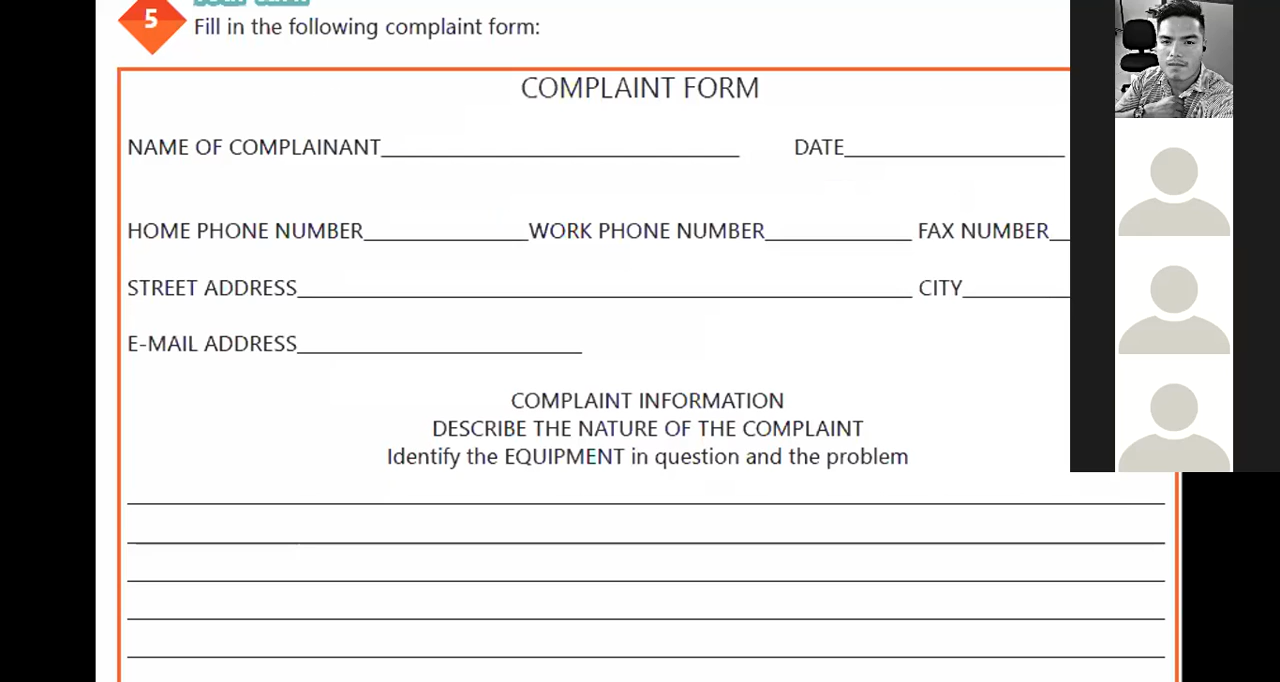 5
Fill in the following complaint form:
COMPLAINT FORM
NAME OF COMPLAINANT DATE
HOME PHONE NUMBER WORK PHONE NUMBER FAX NUMBER
STREET ADDRESS CITY
E-MAIL ADDRESS
COMPLAINT INFORMATION
DESCRIBE THE NATURE OF THE COMPLAINT
Identify the EQUIPMENT in question and the problem